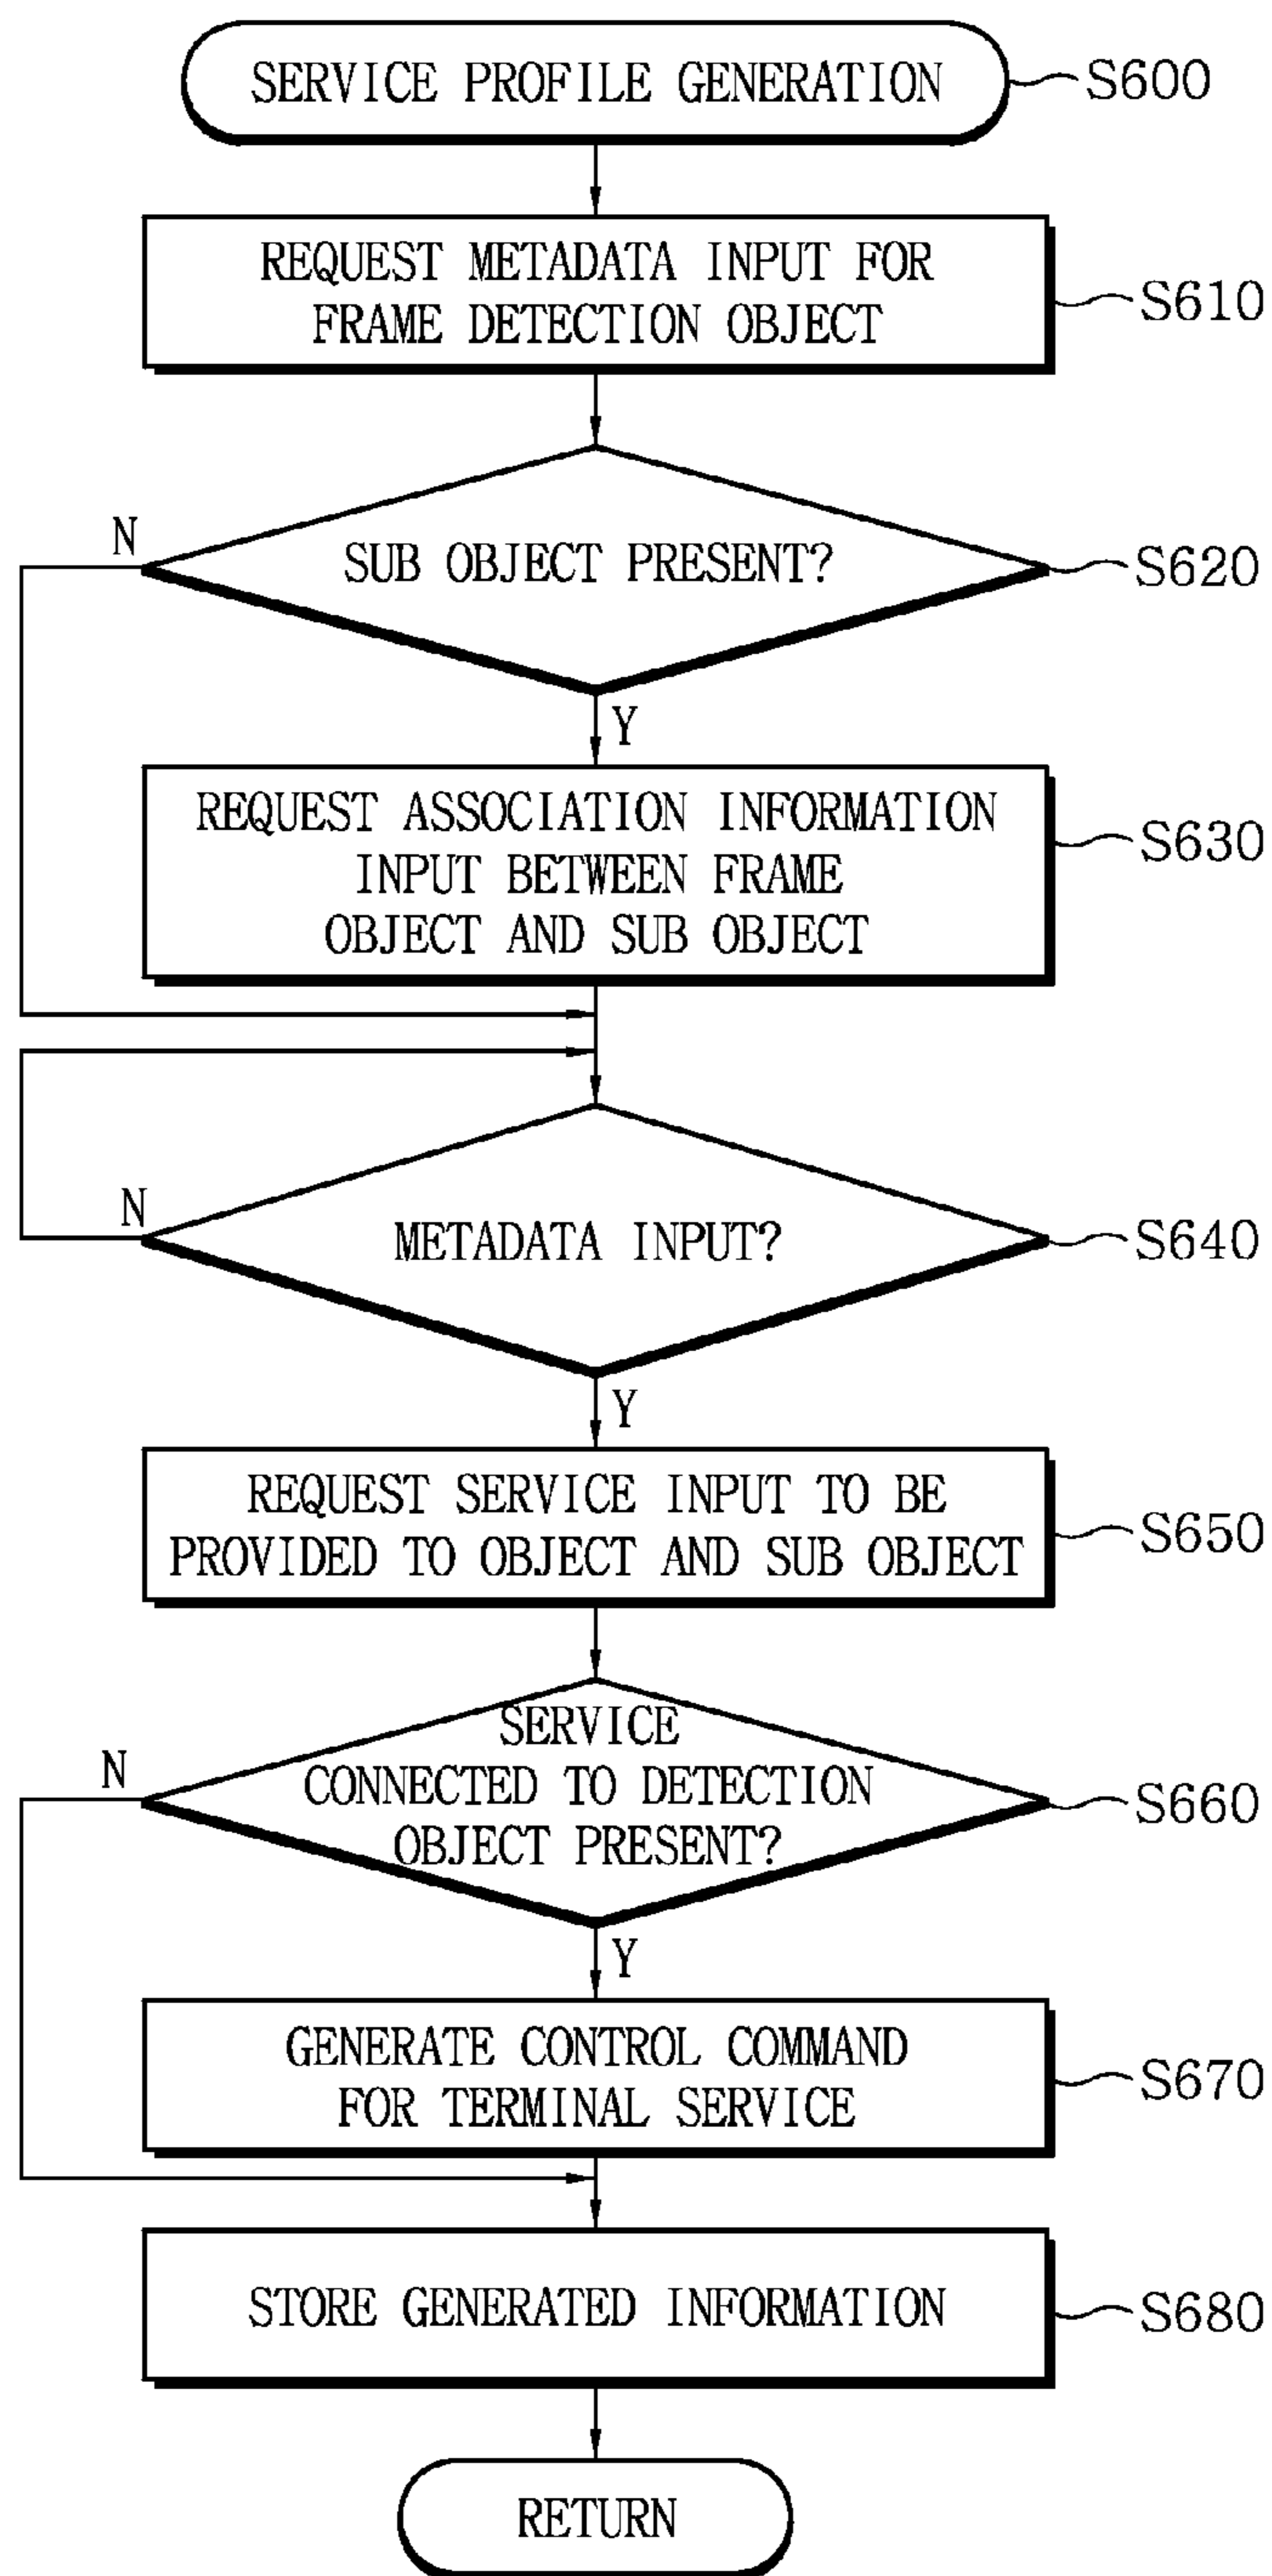 SERVICE PROFILE GENERATION
S600
REQUEST METADATA INPUT FOR
FRAME DETECTION OBJECT
S610
N
SUB OBJECT PRESENT?
S620
Y
REQUEST ASSOCIATION INFORMATION
INPUT BETWEEN FRAME
OBJECT AND SUB OBJECT
S630
N
METADATA INPUT?
S640
Y
REQUEST SERVICE INPUT TO BE
PROVIDED TO OBJECT AND SUB OBJECT
S650
N
SERVICE
CONNECTED TO DETECTION
OBJECT PRESENT?
S660
Y
GENERATE CONTROL COMMAND
FOR TERMINAL SERVICE
S670
STORE GENERATED INFORMATION
S680
RETURN